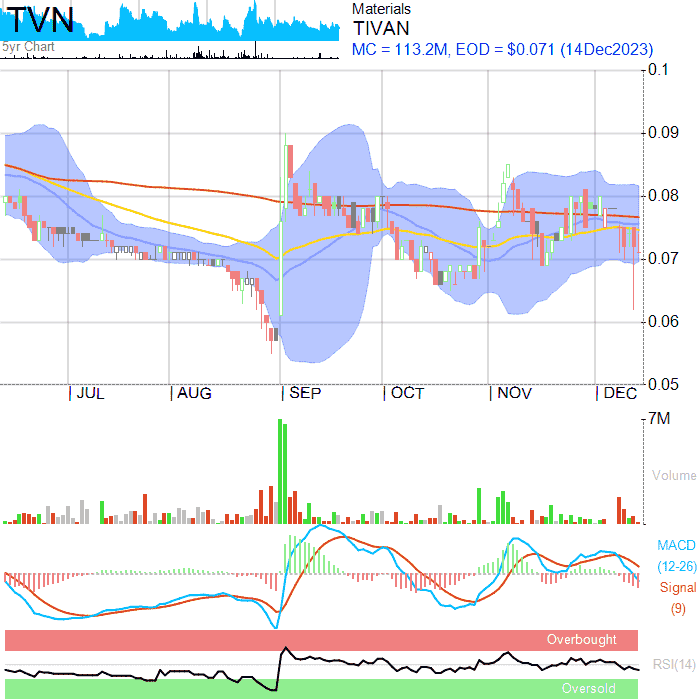 TVN
5yr Chart
Materials
TIVAN
MC = 113.2M, EOD = $0.071 (14Dec2023)
0.1
0.09
0.08
0.07
0.06
0.05
JUL AUG SEP OCT NOV DEC
7M
Volume
MACD
(12-26)
Signal
(9)
Overbought
RSI(14)
Oversold